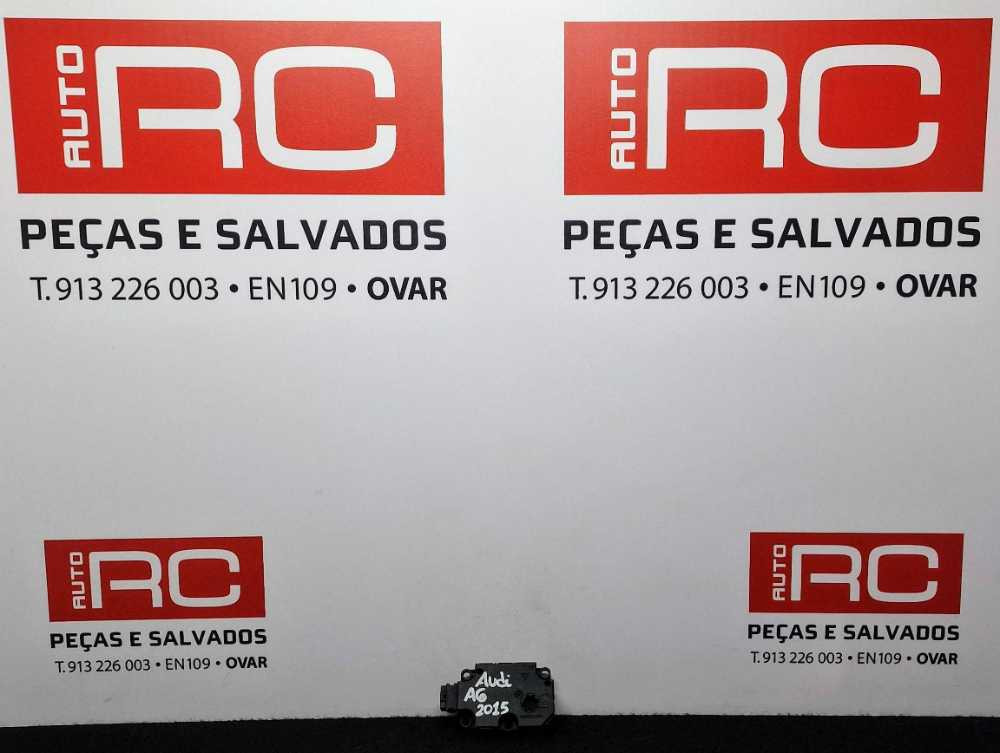 AUTO RC
PEÇAS E SALVADOS
T. 913 226 003 • EN109 • OVAR
AUTO RC
PEÇAS E SALVADOS
T. 913 226 003 • EN109 • OVAR
AUTO RC
PEÇAS E SALVADOS
T. 913 226 003 • EN109 • OVAR
AUTO RC
PEÇAS E SALVADOS
T. 913 226 003 • EN109 • OVAR
Audi
A6
2015